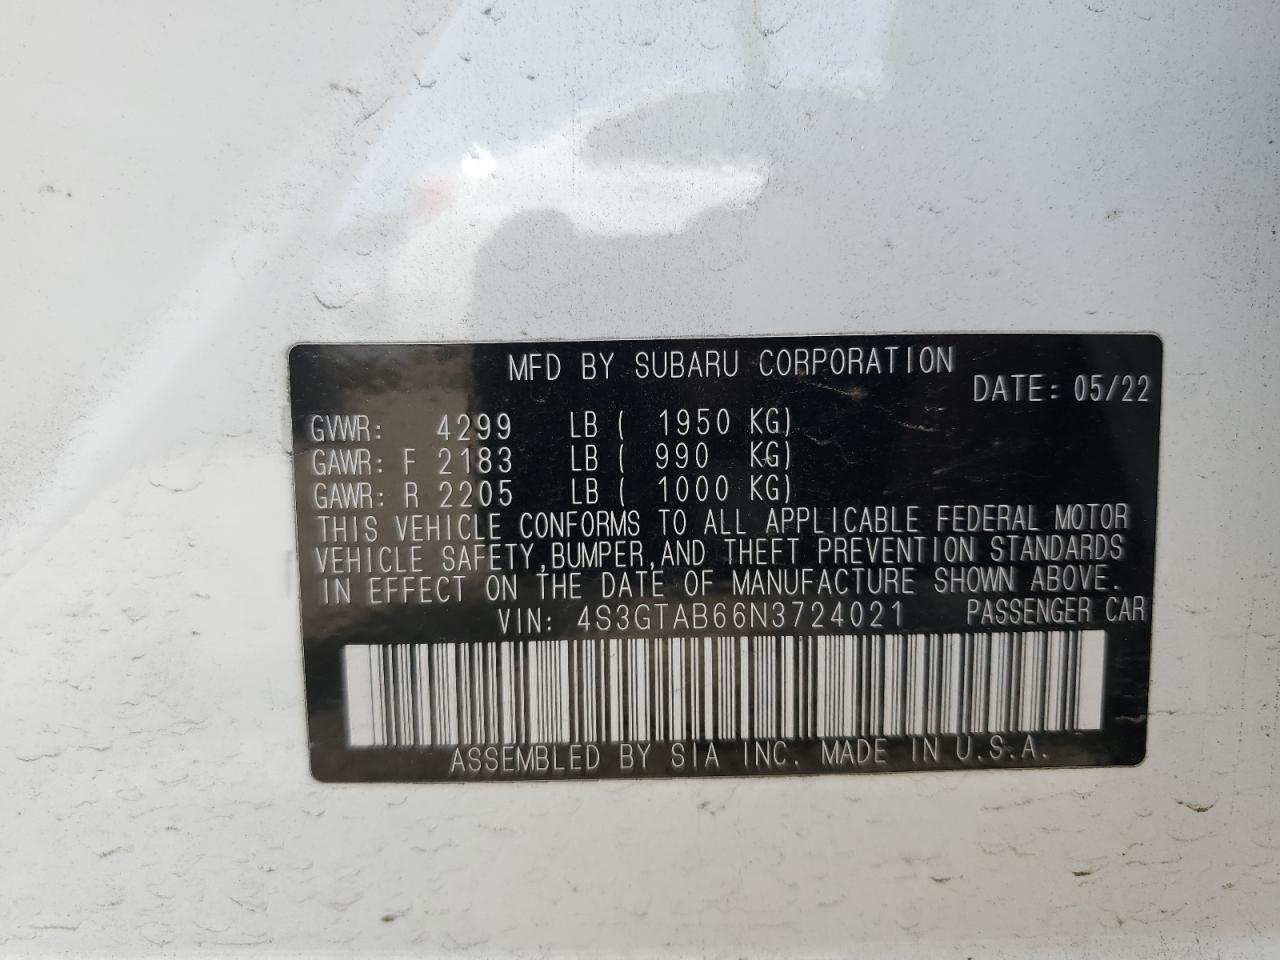 MFD BY SUBARU CORPORATION
DATE: 05/22
GVWR: 4299 LB ( 1950 KG)
GAWR: F 2183 LB ( 990 KG)
GAWR: R 2205 LB ( 1000 KG)
THIS VEHICLE CONFORMS TO ALL APPLICABLE FEDERAL MOTOR
VEHICLE SAFETY, BUMPER, AND THEFT PREVENTION STANDARDS
IN EFFECT ON THE DATE OF MANUFACTURE SHOWN ABOVE.
VIN: 4S3GTAB66N3724021 PASSENGER CAR
ASSEMBLED BY SIA INC. MADE IN U.S.A.